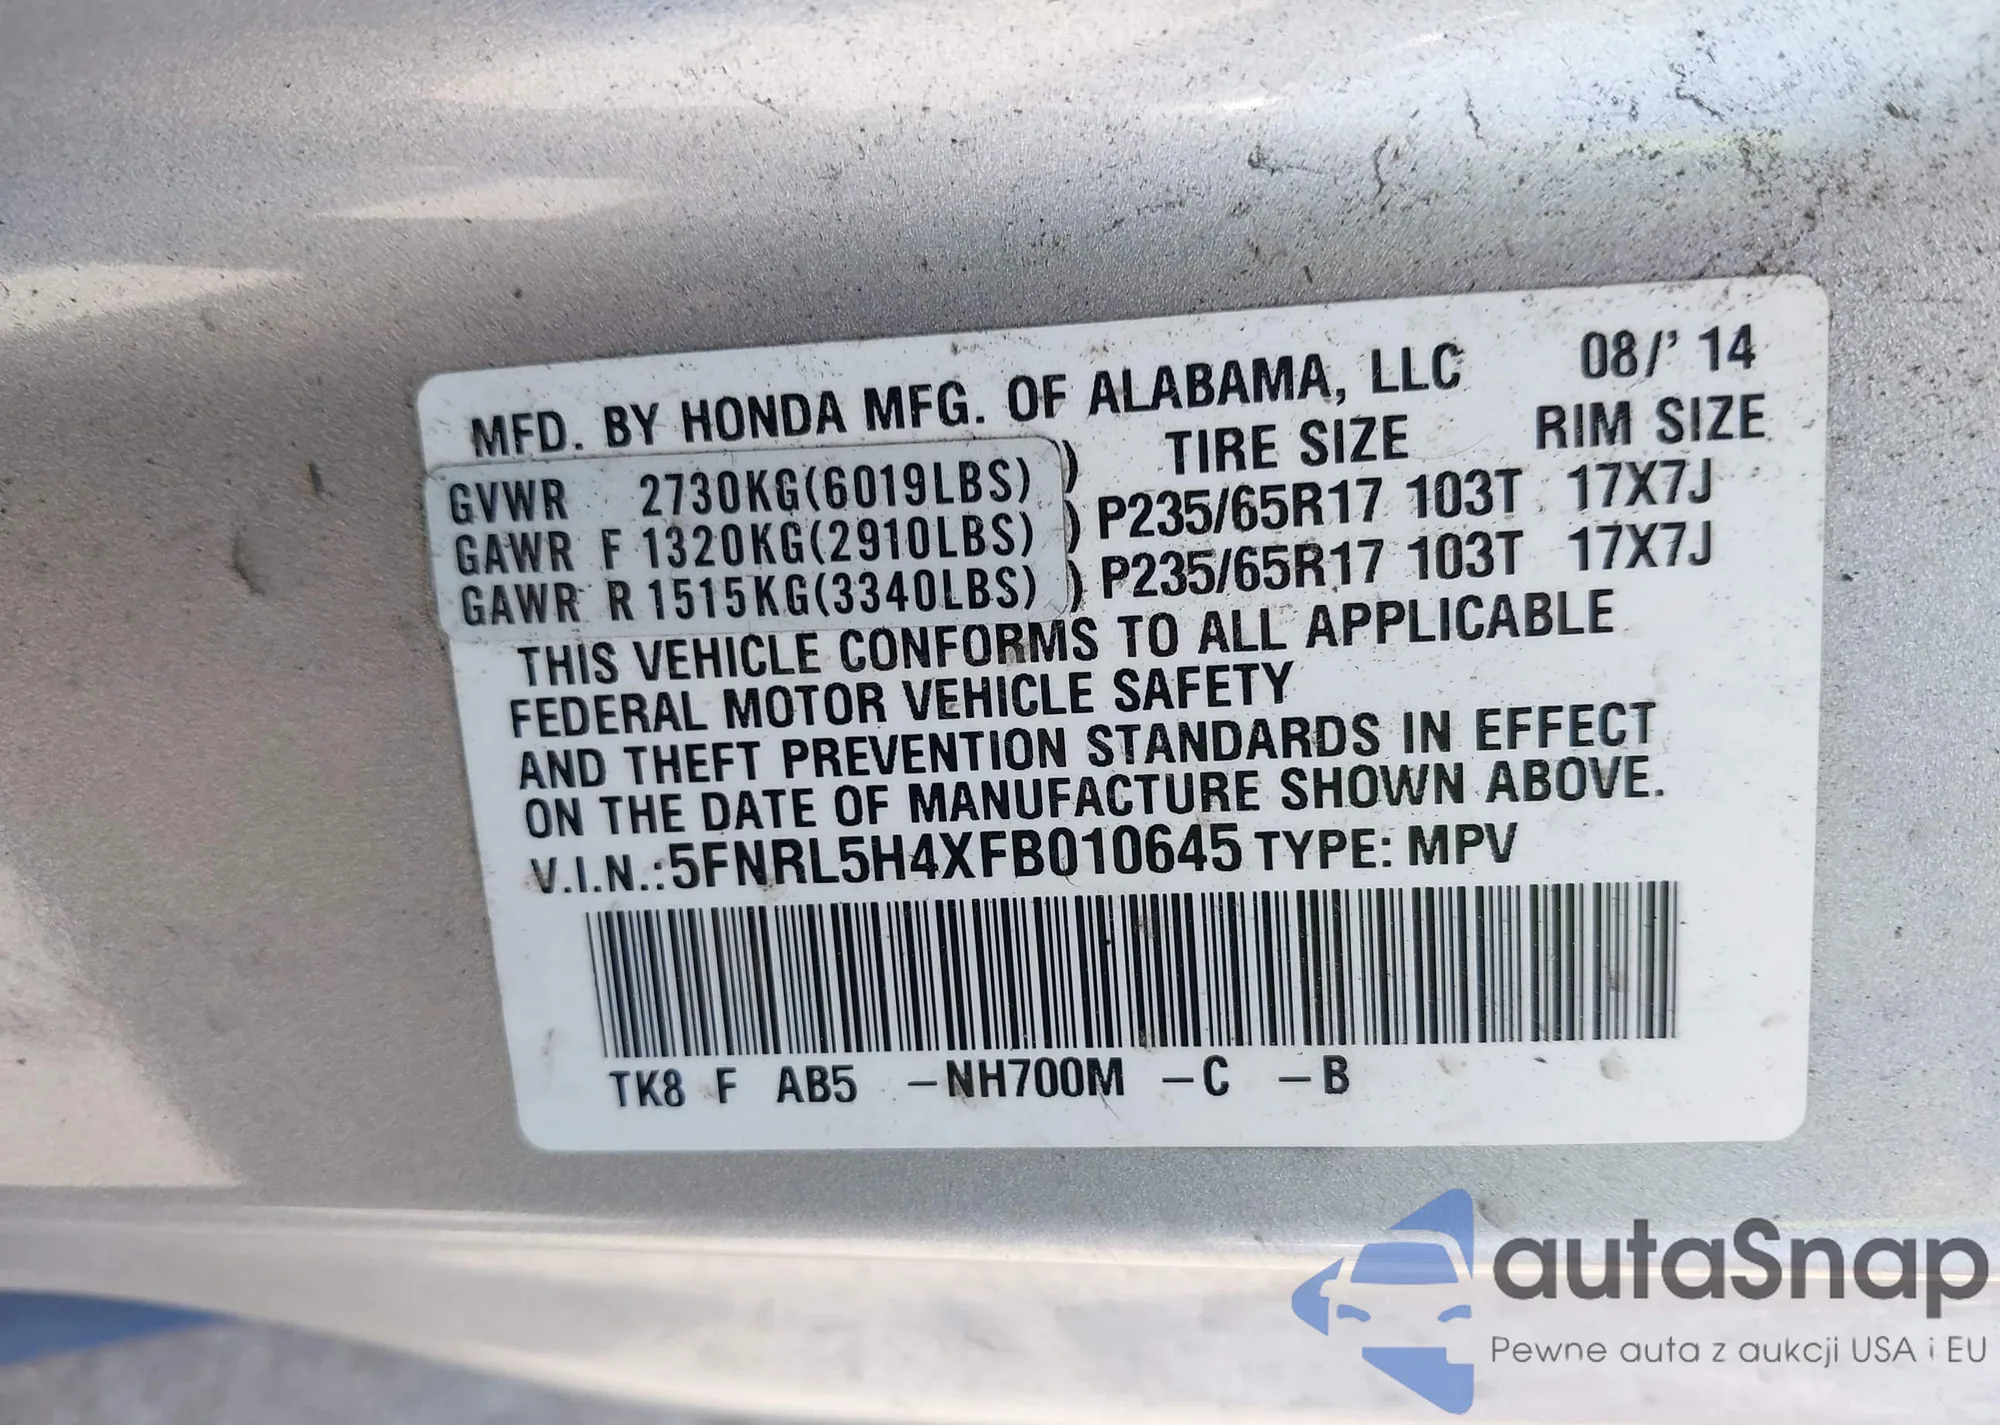 MFD. BY HONDA MFG. OF ALABAMA, LLC 08/'14
TIRE SIZE RIM SIZE
GVWR 2730KG(6019LBS) )
GAWR F 1320KG(2910LBS) ) P235/65R17 103T 17X7J
GAWR R 1515KG(3340LBS) ) P235/65R17 103T 17X7J
THIS VEHICLE CONFORMS TO ALL APPLICABLE
FEDERAL MOTOR VEHICLE SAFETY
AND THEFT PREVENTION STANDARDS IN EFFECT
ON THE DATE OF MANUFACTURE SHOWN ABOVE.
V.I.N.:5FNRL5H4XFB010645 TYPE: MPV
TK8 F AB5 -NH700M -C -B
autaSnap
Pewne auta z aukcji USA i EU